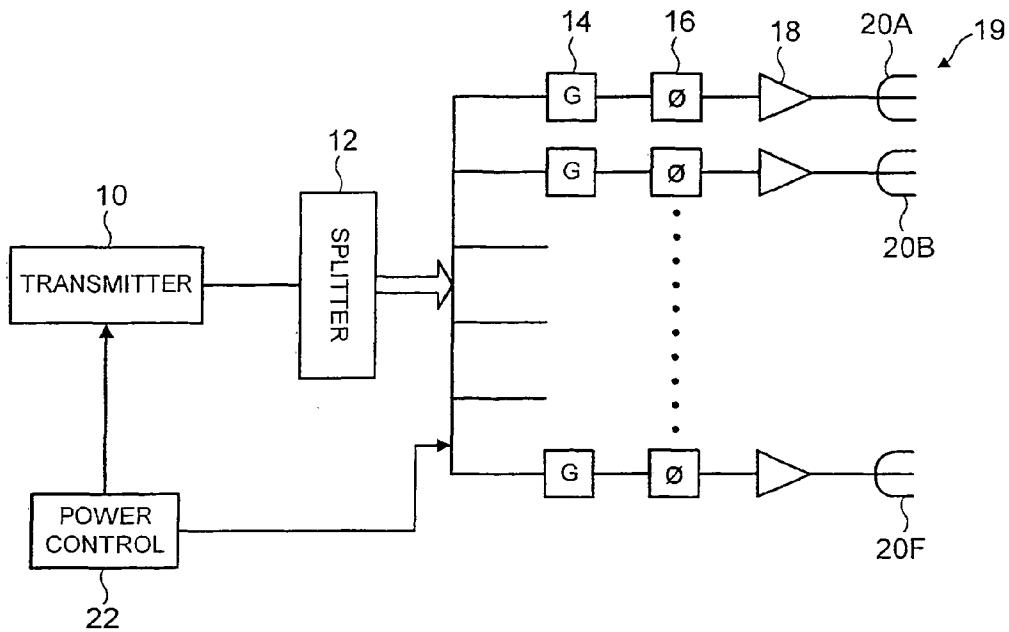 14
16
18
20A
19
G
Ø
12
G
Ø
10
20B
TRANSMITTER
SPLITTER
G
Ø
POWER
CONTROL
20F
22